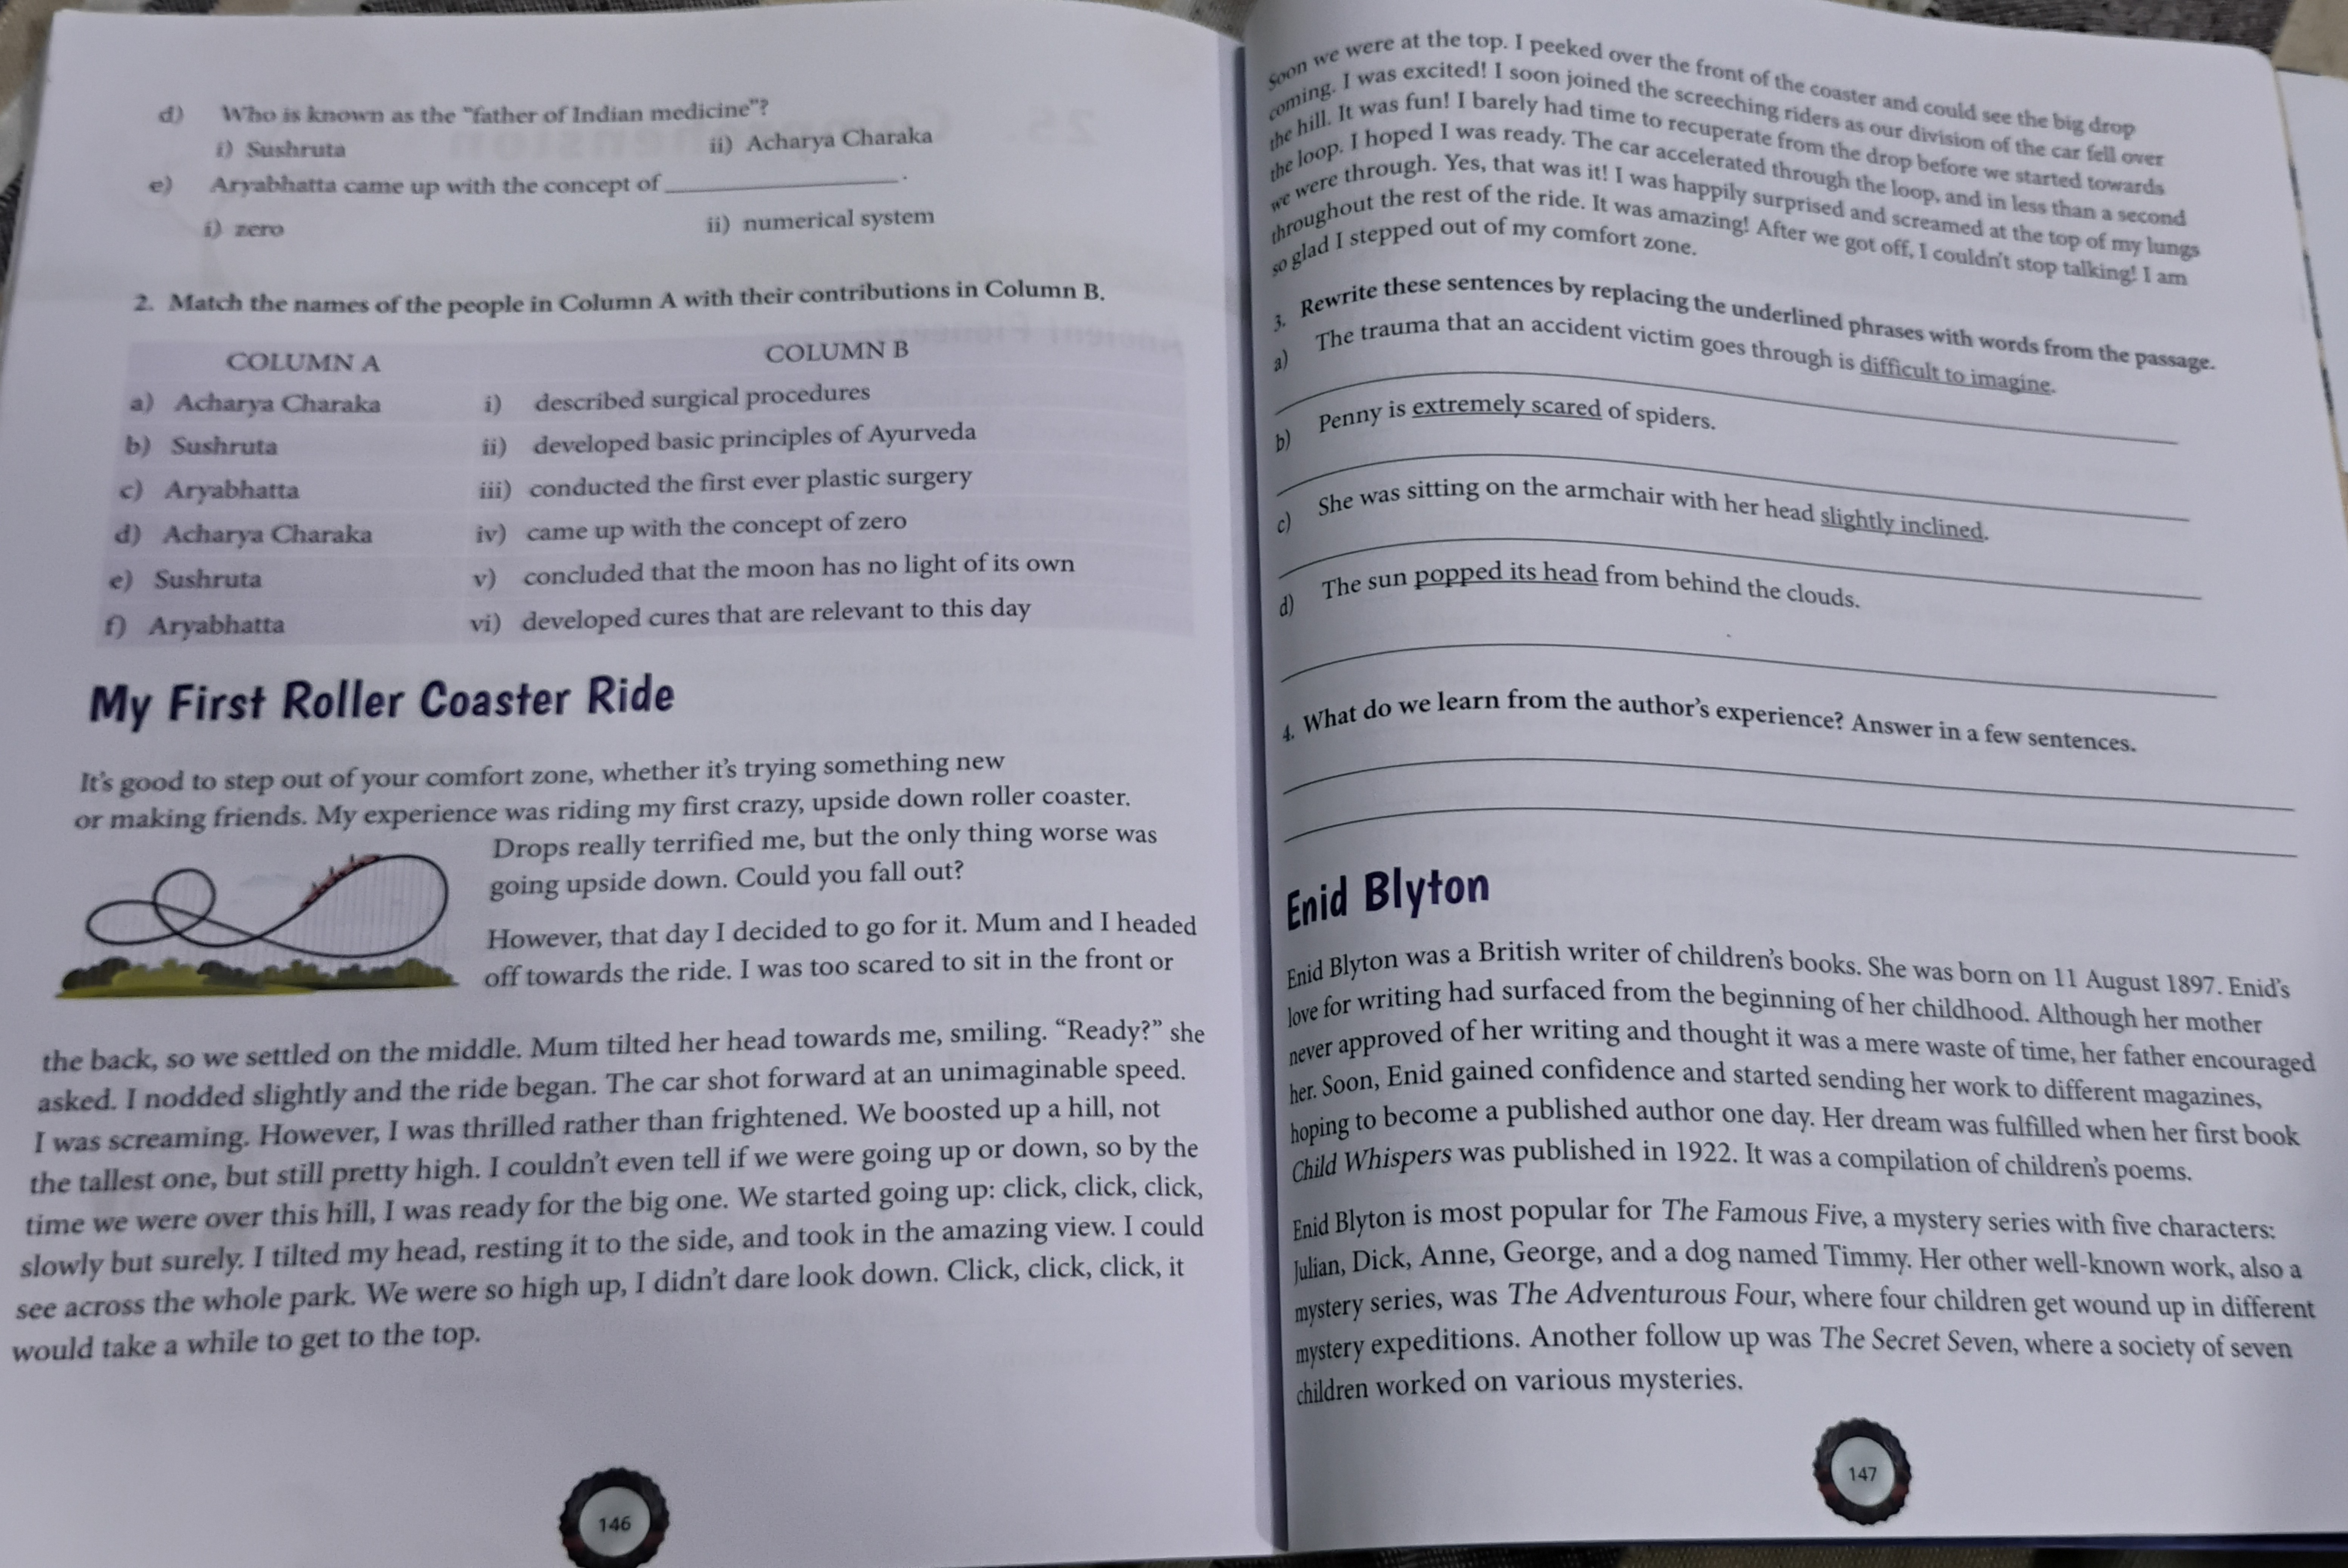 d) Who is known as the "father of Indian medicine"?
i) Sushruta ii) Acharya Charaka
e) Aryabhatta came up with the concept of ____________________.
i) zero ii) numerical system
2. Match the names of the people in Column A with their contributions in Column B.
COLUMN A COLUMN B
a) Acharya Charaka i) described surgical procedures
b) Sushruta ii) developed basic principles of Ayurveda
c) Aryabhatta iii) conducted the first ever plastic surgery
d) Acharya Charaka iv) came up with the concept of zero
e) Sushruta v) concluded that the moon has no light of its own
f) Aryabhatta vi) developed cures that are relevant to this day
My First Roller Coaster Ride
It's good to step out of your comfort zone, whether it's trying something new
or making friends. My experience was riding my first crazy, upside down roller coaster.
Drops really terrified me, but the only thing worse was
going upside down. Could you fall out?
However, that day I decided to go for it. Mum and I headed
off towards the ride. I was too scared to sit in the front or
the back, so we settled on the middle. Mum tilted her head towards me, smiling. "Ready?" she
asked. I nodded slightly and the ride began. The car shot forward at an unimaginable speed.
I was screaming. However, I was thrilled rather than frightened. We boosted up a hill, not
the tallest one, but still pretty high. I couldn't even tell if we were going up or down, so by the
time we were over this hill, I was ready for the big one. We started going up: click, click, click,
slowly but surely. I tilted my head, resting it to the side, and took in the amazing view. I could
see across the whole park. We were so high up, I didn't dare look down. Click, click, click, it
would take a while to get to the top.
146
Soon we were at the top. I peeked over the front of the coaster and could see the big drop
coming. I was excited! I soon joined the screeching riders as our division of the car fell over
the hill. It was fun! I barely had time to recuperate from the drop before we started towards
the loop. I hoped I was ready. The car accelerated through the loop, and in less than a second
we were through. Yes, that was it! I was happily surprised and screamed at the top of my lungs
throughout the rest of the ride. It was amazing! After we got off, I couldn't stop talking! I am
so glad I stepped out of my comfort zone.
3. Rewrite these sentences by replacing the underlined phrases with words from the passage.
a) The trauma that an accident victim goes through is difficult to imagine.
b) Penny is extremely scared of spiders.
c) She was sitting on the armchair with her head slightly inclined.
d) The sun popped its head from behind the clouds.
4. What do we learn from the author's experience? Answer in a few sentences.
Enid Blyton
Enid Blyton was a British writer of children's books. She was born on 11 August 1897. Enid's
love for writing had surfaced from the beginning of her childhood. Although her mother
never approved of her writing and thought it was a mere waste of time, her father encouraged
her. Soon, Enid gained confidence and started sending her work to different magazines,
hoping to become a published author one day. Her dream was fulfilled when her first book
Child Whispers was published in 1922. It was a compilation of children's poems.
Enid Blyton is most popular for The Famous Five, a mystery series with five characters:
Julian, Dick, Anne, George, and a dog named Timmy. Her other well-known work, also a
mystery series, was The Adventurous Four, where four children get wound up in different
mystery expeditions. Another follow up was The Secret Seven, where a society of seven
children worked on various mysteries.
147